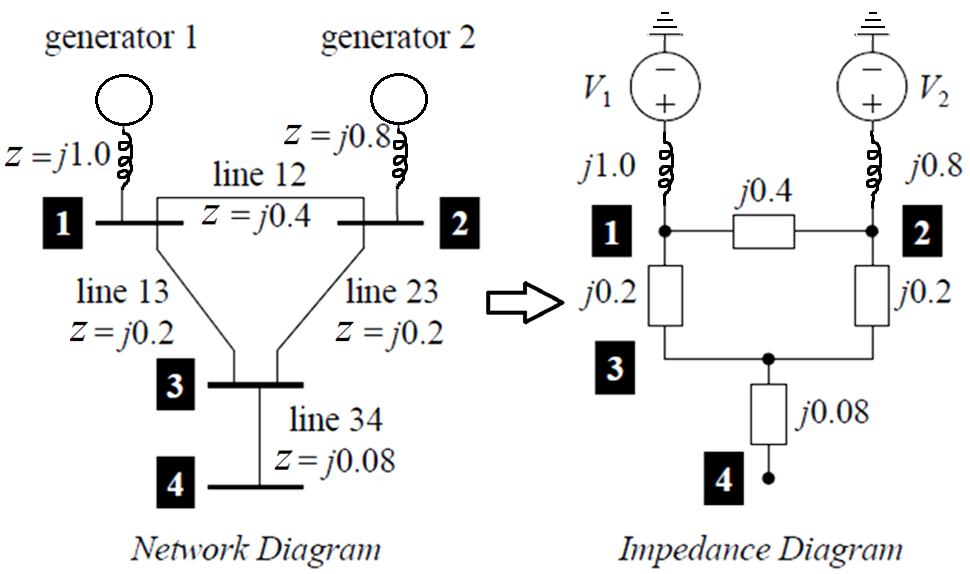 generator 1
generator 2
z = j1.0
z = j0.8
line 12
z = j0.4
1
2
line 13
z = j0.2
line 23
z = j0.2
3
line 34
z = j0.08
4
Network Diagram
V1
V2
j1.0
j0.8
j0.4
1
2
j0.2
j0.2
3
j0.08
4
Impedance Diagram